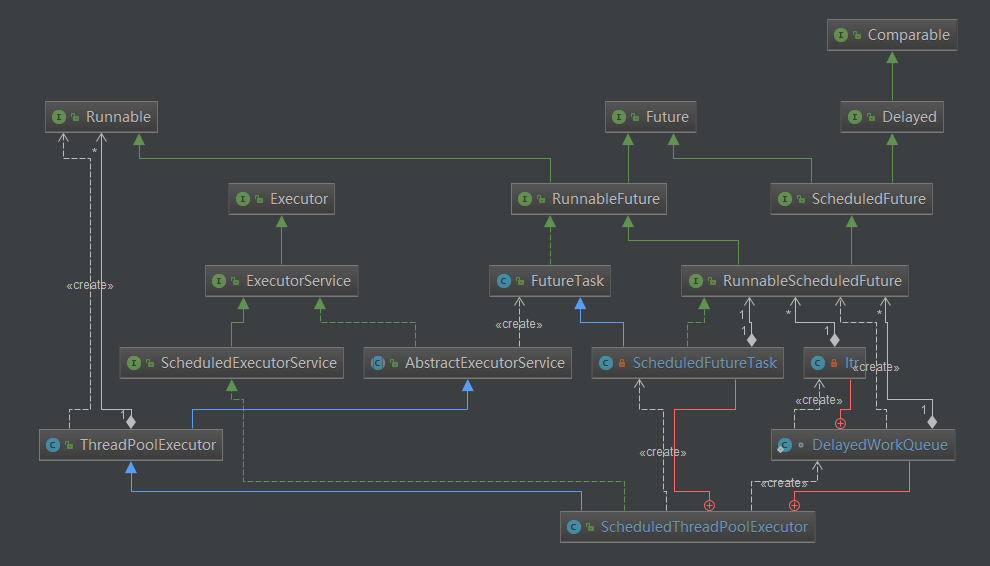 I Comparable
I Runnable
I Future
I Delayed
*
I Executor
I RunnableFuture
I ScheduledFuture
«create»
I ExecutorService
C FutureTask
I RunnableScheduledFuture
1
*
*
«create»
1
1
I ScheduledExecutorService
C AbstractExecutorService
C ScheduledFutureTask
C Itr
«create»
«create»
1
1
C ThreadPoolExecutor
C DelayedWorkQueue
«create»
«create»
C ScheduledThreadPoolExecutor